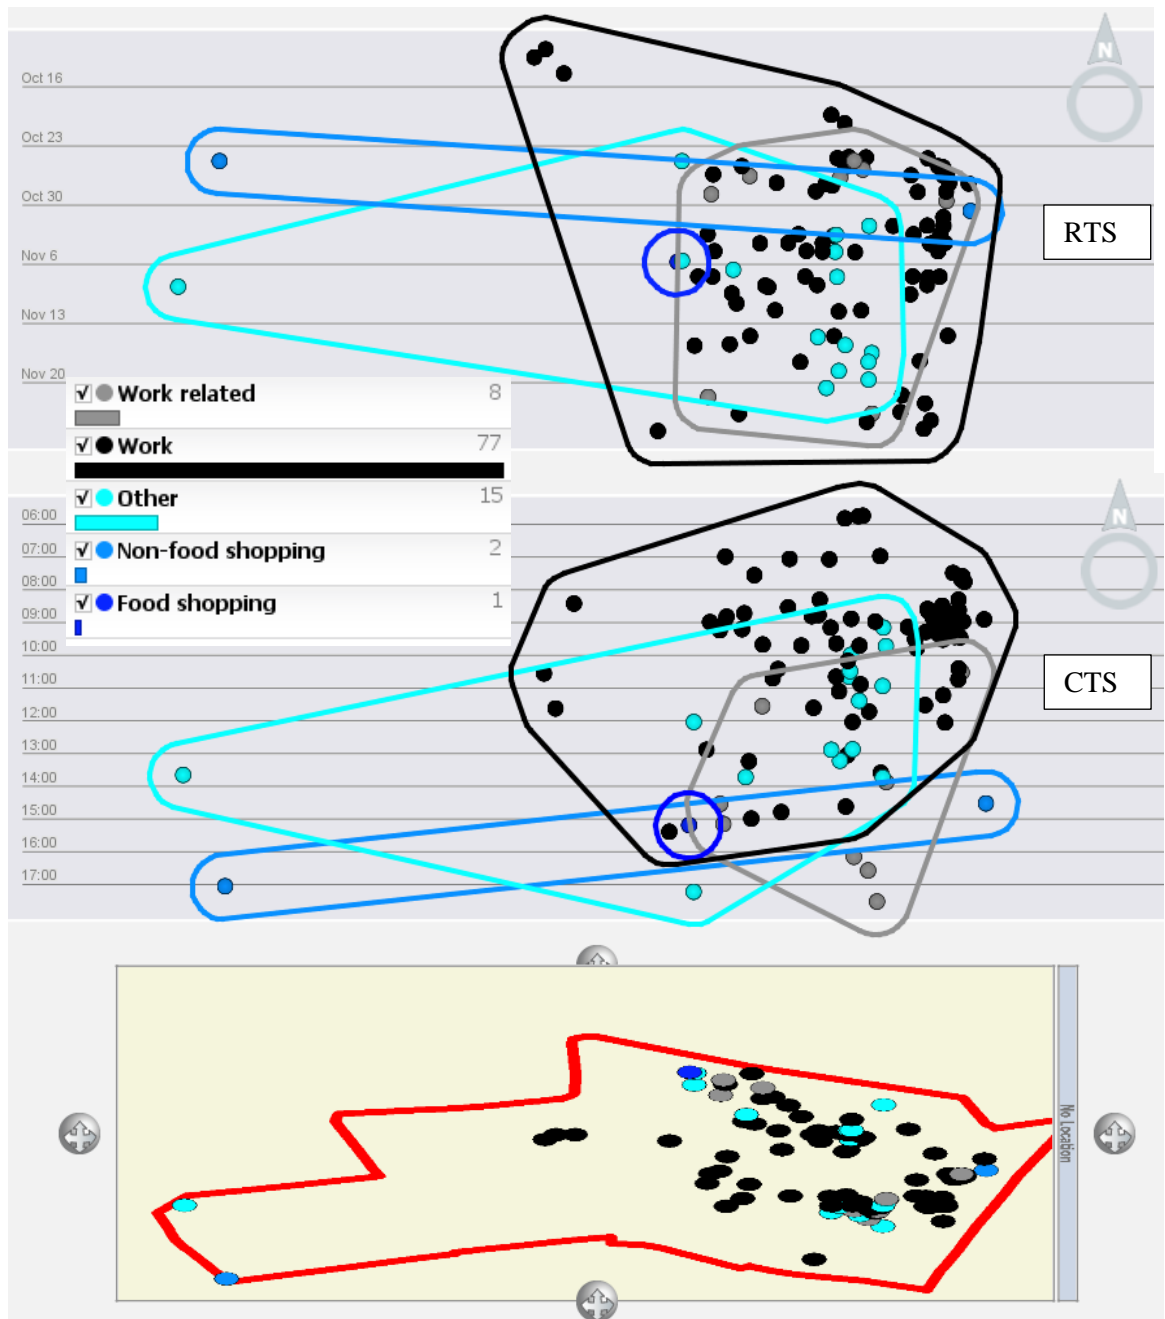 N
Oct 16
Oct 23
Oct 30
RTS
Nov 6
Nov 13
Nov 20
√ Work related 8
√ Work 77
√ Other 15
√ Non-food shopping 2
√ Food shopping 1
N
06:00
07:00
08:00
09:00
10:00
11:00
CTS
12:00
13:00
14:00
15:00
16:00
17:00
No Location